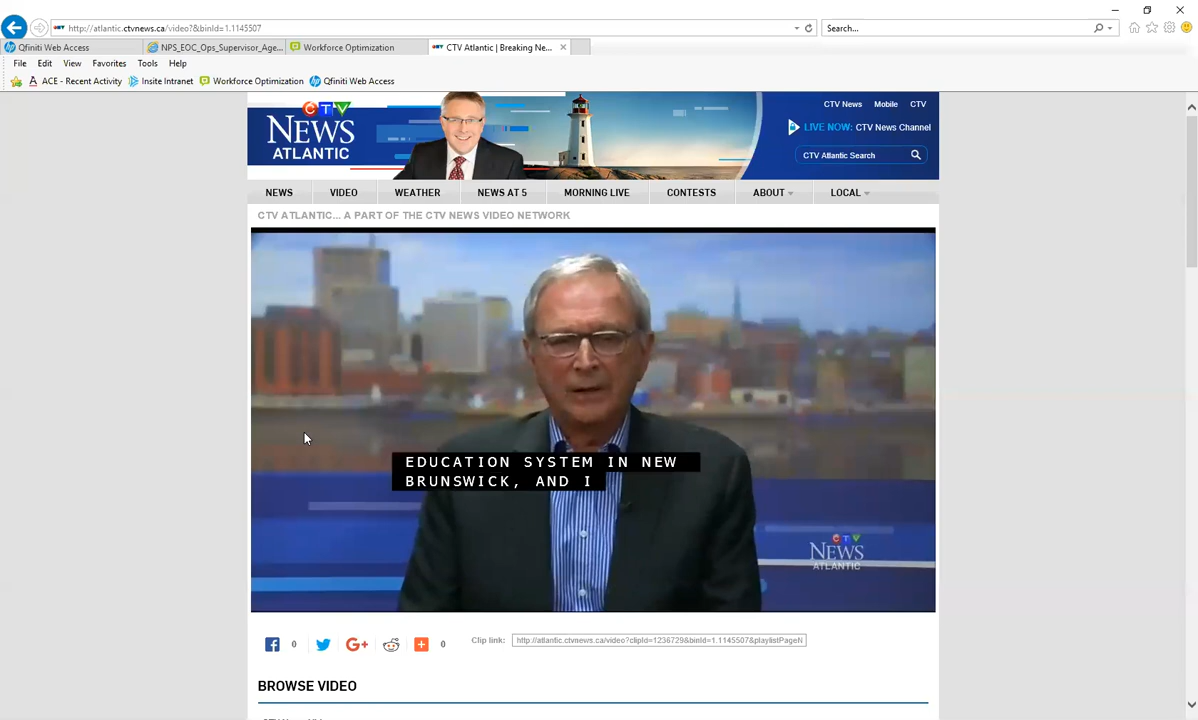 http://atlantic.ctvnews.ca/video?&binId=1.1145507
Search...
Qfiniti Web Access
NPS_EOC_Ops_Supervisor_Age...
Workforce Optimization
CTV Atlantic | Breaking Ne...
File Edit View Favorites Tools Help
ACE - Recent Activity
Insite Intranet
Workforce Optimization
Qfiniti Web Access
CTV
NEWS
ATLANTIC
CTV News Mobile CTV
LIVE NOW: CTV News Channel
CTV Atlantic Search
NEWS VIDEO WEATHER NEWS AT 5 MORNING LIVE CONTESTS ABOUT LOCAL
CTV ATLANTIC... A PART OF THE CTV NEWS VIDEO NETWORK
EDUCATION SYSTEM IN NEW
BRUNSWICK, AND I
CTV
NEWS
ATLANTIC
0
0
Clip link:
http://atlantic.ctvnews.ca/video?clipId=1236729&binId=1.1145507&playlistPageN
BROWSE VIDEO